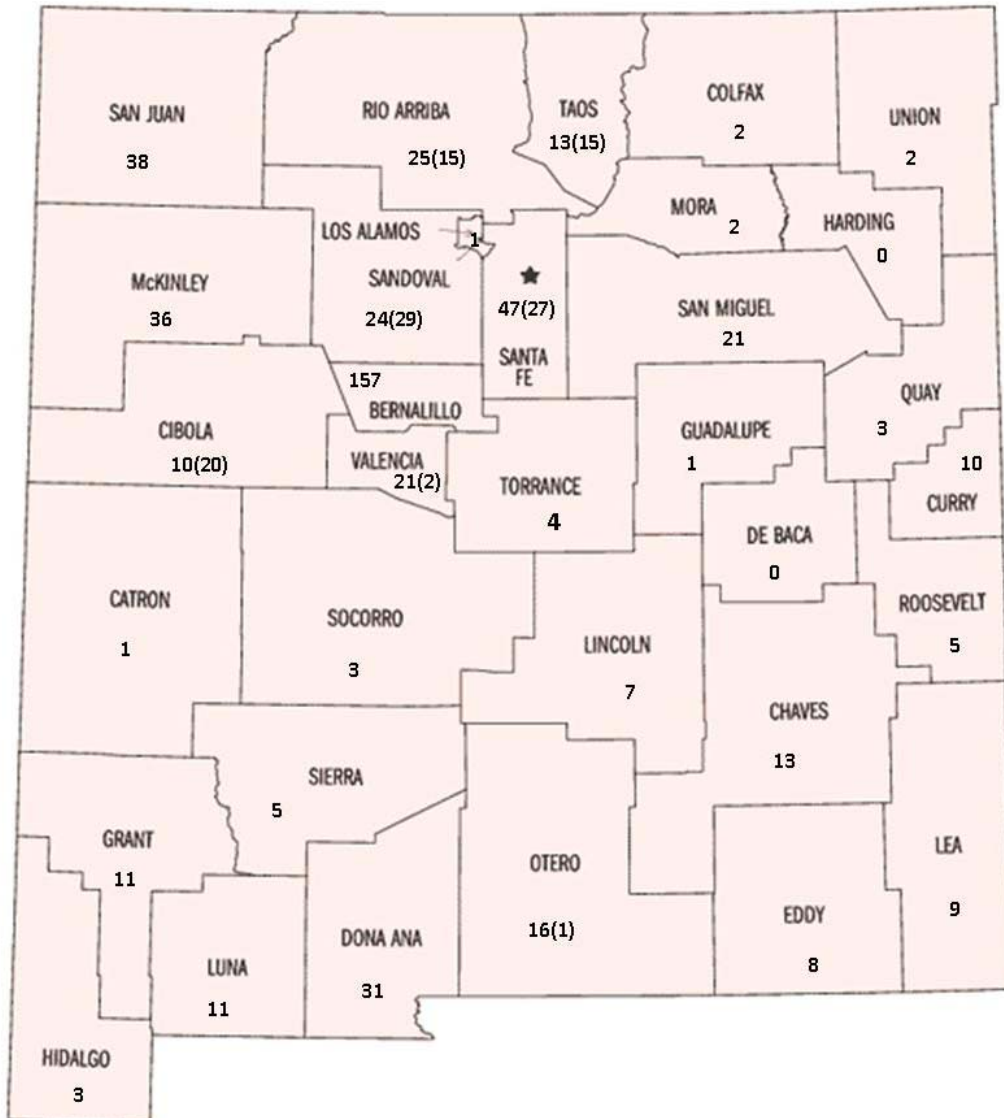 SAN JUAN
38
RIO ARRIBA
25(15)
TAOS
13(15)
COLFAX
2
UNION
2
MORA
2
HARDING
0
LOS ALAMOS
1
McKINLEY
36
SANDOVAL
24(29)
47(27)
SANTA
FE
SAN MIGUEL
21
157
BERNALILLO
QUAY
3
CIBOLA
10(20)
VALENCIA
21(2)
GUADALUPE
1
10
CURRY
TORRANCE
4
DE BACA
0
CATRON
1
SOCORRO
3
LINCOLN
7
ROOSEVELT
5
CHAVES
13
SIERRA
5
GRANT
11
OTERO
16(1)
LEA
9
EDDY
8
DONA ANA
31
LUNA
11
HIDALGO
3